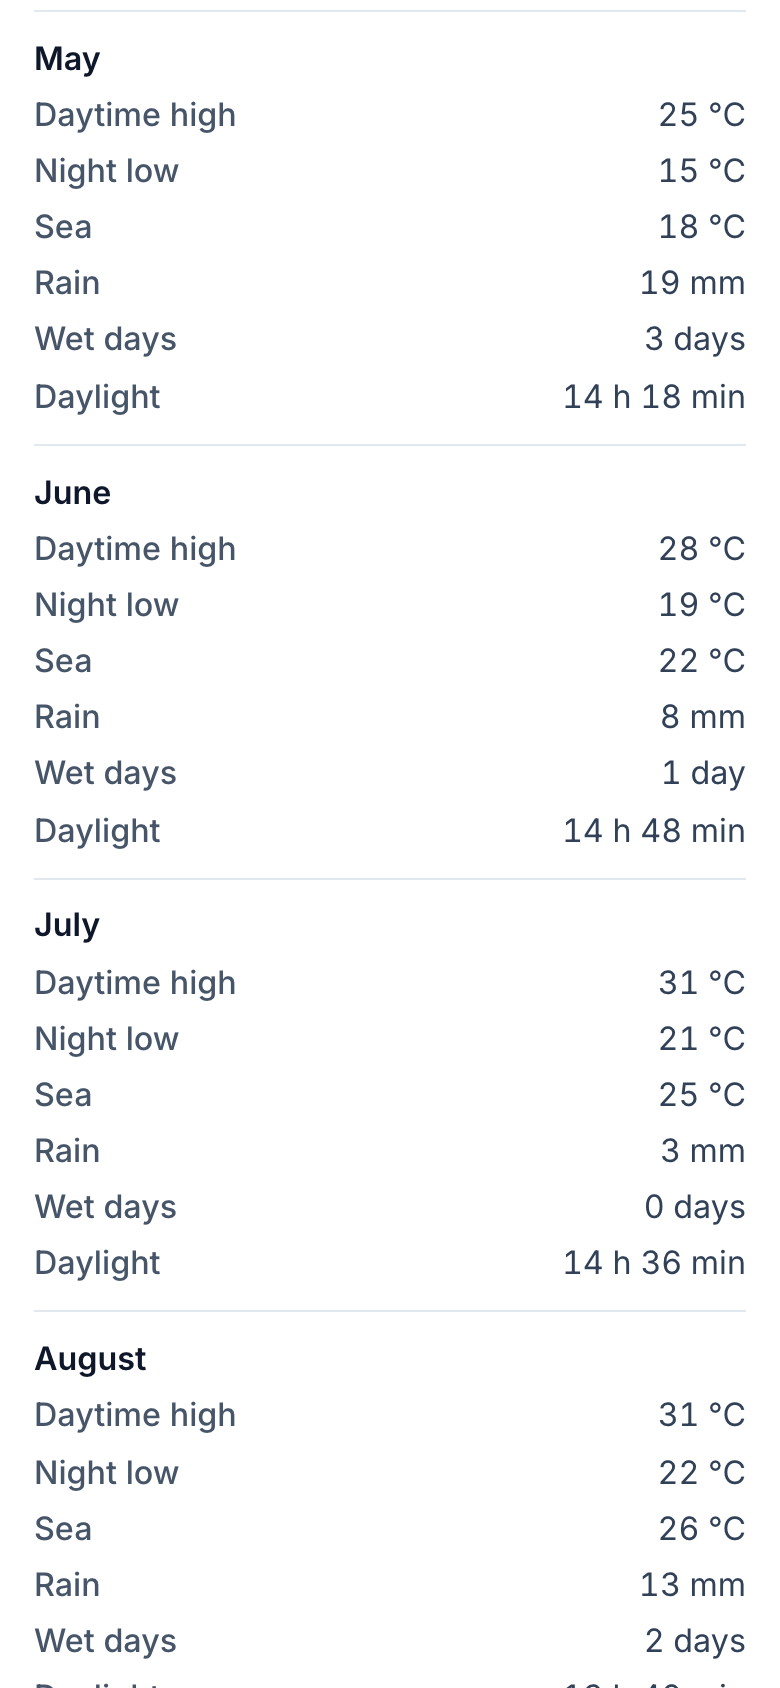 May
Daytime high 25 °C
Night low 15 °C
Sea 18 °C
Rain 19 mm
Wet days 3 days
Daylight 14 h 18 min
June
Daytime high 28 °C
Night low 19 °C
Sea 22 °C
Rain 8 mm
Wet days 1 day
Daylight 14 h 48 min
July
Daytime high 31 °C
Night low 21 °C
Sea 25 °C
Rain 3 mm
Wet days 0 days
Daylight 14 h 36 min
August
Daytime high 31 °C
Night low 22 °C
Sea 26 °C
Rain 13 mm
Wet days 2 days